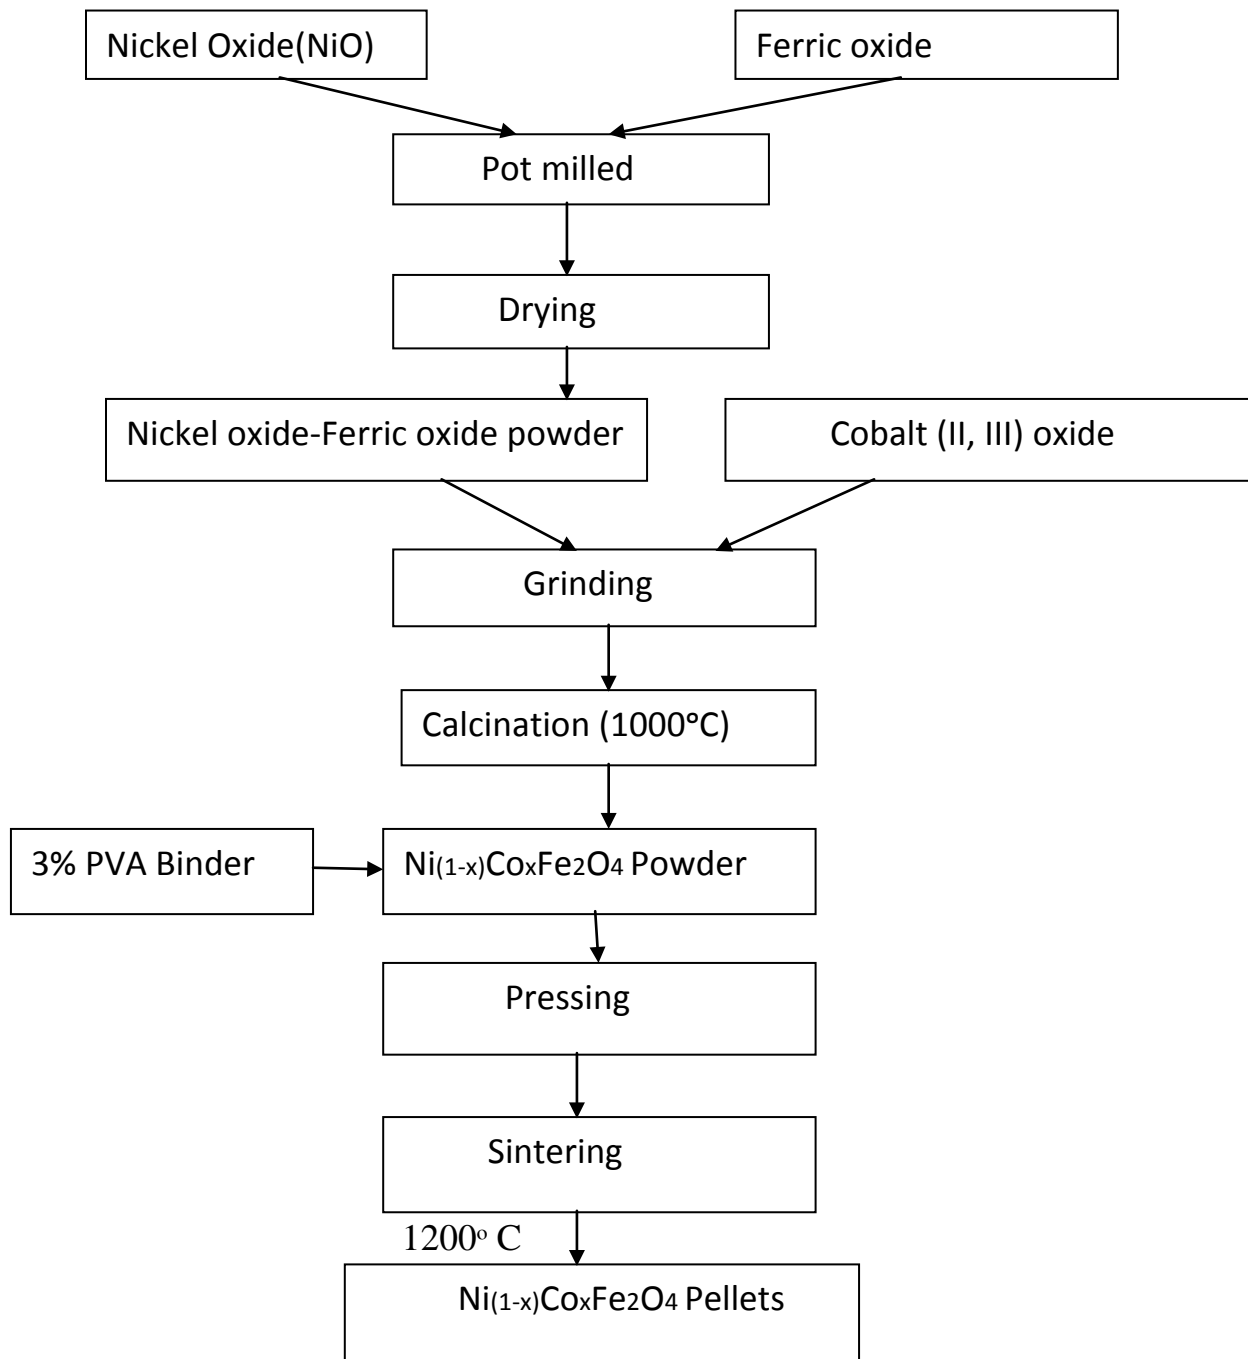 Nickel Oxide(NiO)
Ferric oxide
Pot milled
Drying
Nickel oxide-Ferric oxide powder
Cobalt (II, III) oxide
Grinding
Calcination (1000°C)
3% PVA Binder
Ni(1-x)CoxFe2O4 Powder
Pressing
Sintering
1200o C
Ni(1-x)CoxFe2O4 Pellets